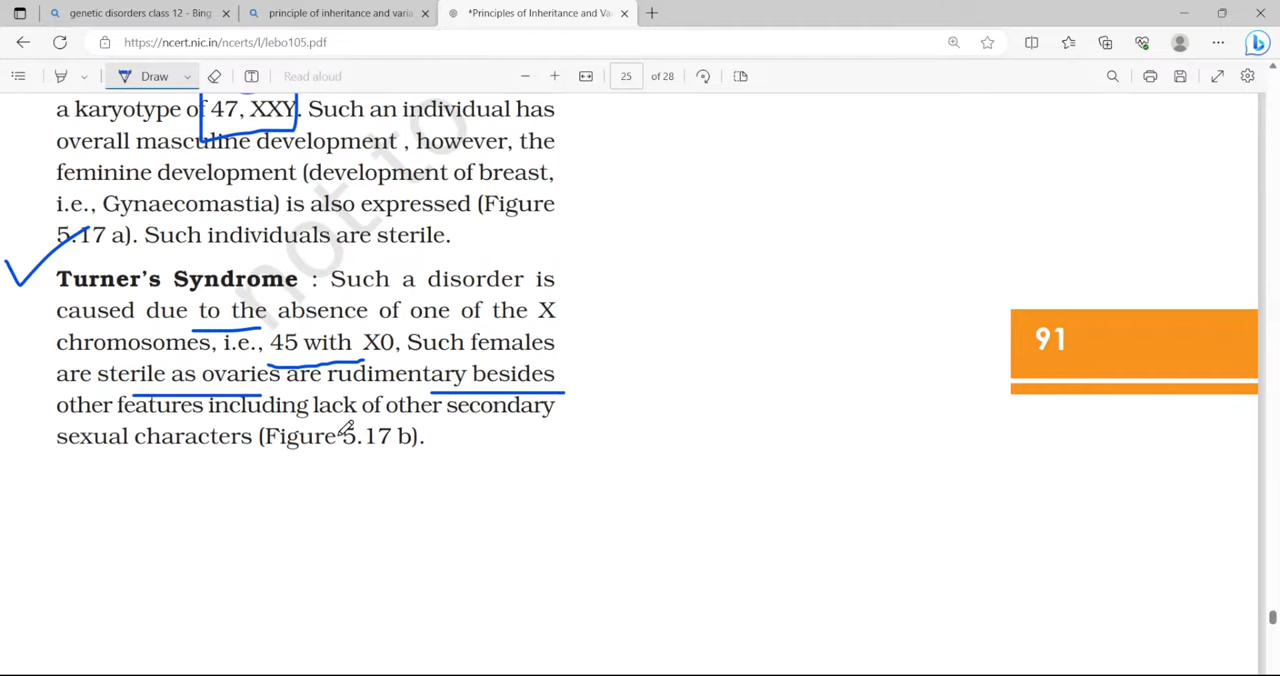 genetic disorders class 12 - Bing
principle of inheritance and varia
*Principles of Inheritance and Va
https://ncert.nic.in/ncerts/l/lebo105.pdf
Draw
Read aloud
25
of 28
a karyotype of 47, XXY. Such an individual has
overall masculine development , however, the
feminine development (development of breast,
i.e., Gynaecomastia) is also expressed (Figure
5.17 a). Such individuals are sterile.
Turner's Syndrome : Such a disorder is
caused due to the absence of one of the X
chromosomes, i.e., 45 with X0, Such females
are sterile as ovaries are rudimentary besides
other features including lack of other secondary
sexual characters (Figure 5.17 b).
91
not to